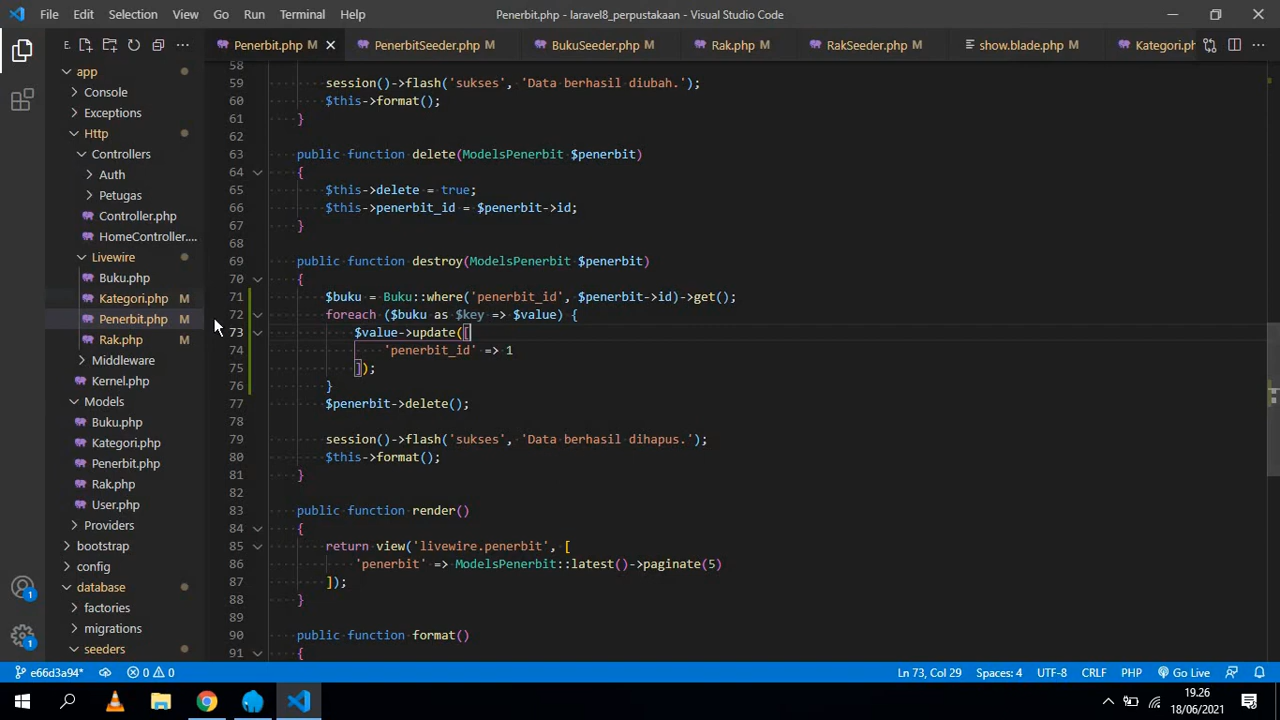 File Edit Selection View Go Run Terminal Help Penerbit.php - laravel8_perpustakaan - Visual Studio Code
Penerbit.php M PenerbitSeeder.php M BukuSeeder.php M Rak.php M RakSeeder.php M show.blade.php M Kategori.php
app
Console
Exceptions
Http
Controllers
Auth
Petugas
Controller.php
HomeController....
Livewire
Buku.php
Kategori.php M
Penerbit.php M
Rak.php M
Middleware
Kernel.php
Models
Buku.php
Kategori.php
Penerbit.php
Rak.php
User.php
Providers
bootstrap
config
database
factories
migrations
seeders
58
59 session()->flash('sukses', 'Data berhasil diubah.');
60 $this->format();
61 }
62
63 public function delete(ModelsPenerbit $penerbit)
64 {
65 $this->delete = true;
66 $this->penerbit_id = $penerbit->id;
67 }
68
69 public function destroy(ModelsPenerbit $penerbit)
70 {
71 $buku = Buku::where('penerbit_id', $penerbit->id)->get();
72 foreach ($buku as $key => $value) {
73 $value->update([
74 'penerbit_id' => 1
75 ]);
76 }
77 $penerbit->delete();
78
79 session()->flash('sukses', 'Data berhasil dihapus.');
80 $this->format();
81 }
82
83 public function render()
84 {
85 return view('livewire.penerbit', [
86 'penerbit' => ModelsPenerbit::latest()->paginate(5)
87 ]);
88 }
89
90 public function format()
91 {
e66d3a94* 0 0 Ln 73, Col 29 Spaces: 4 UTF-8 CRLF PHP Go Live
19.26
18/06/2021